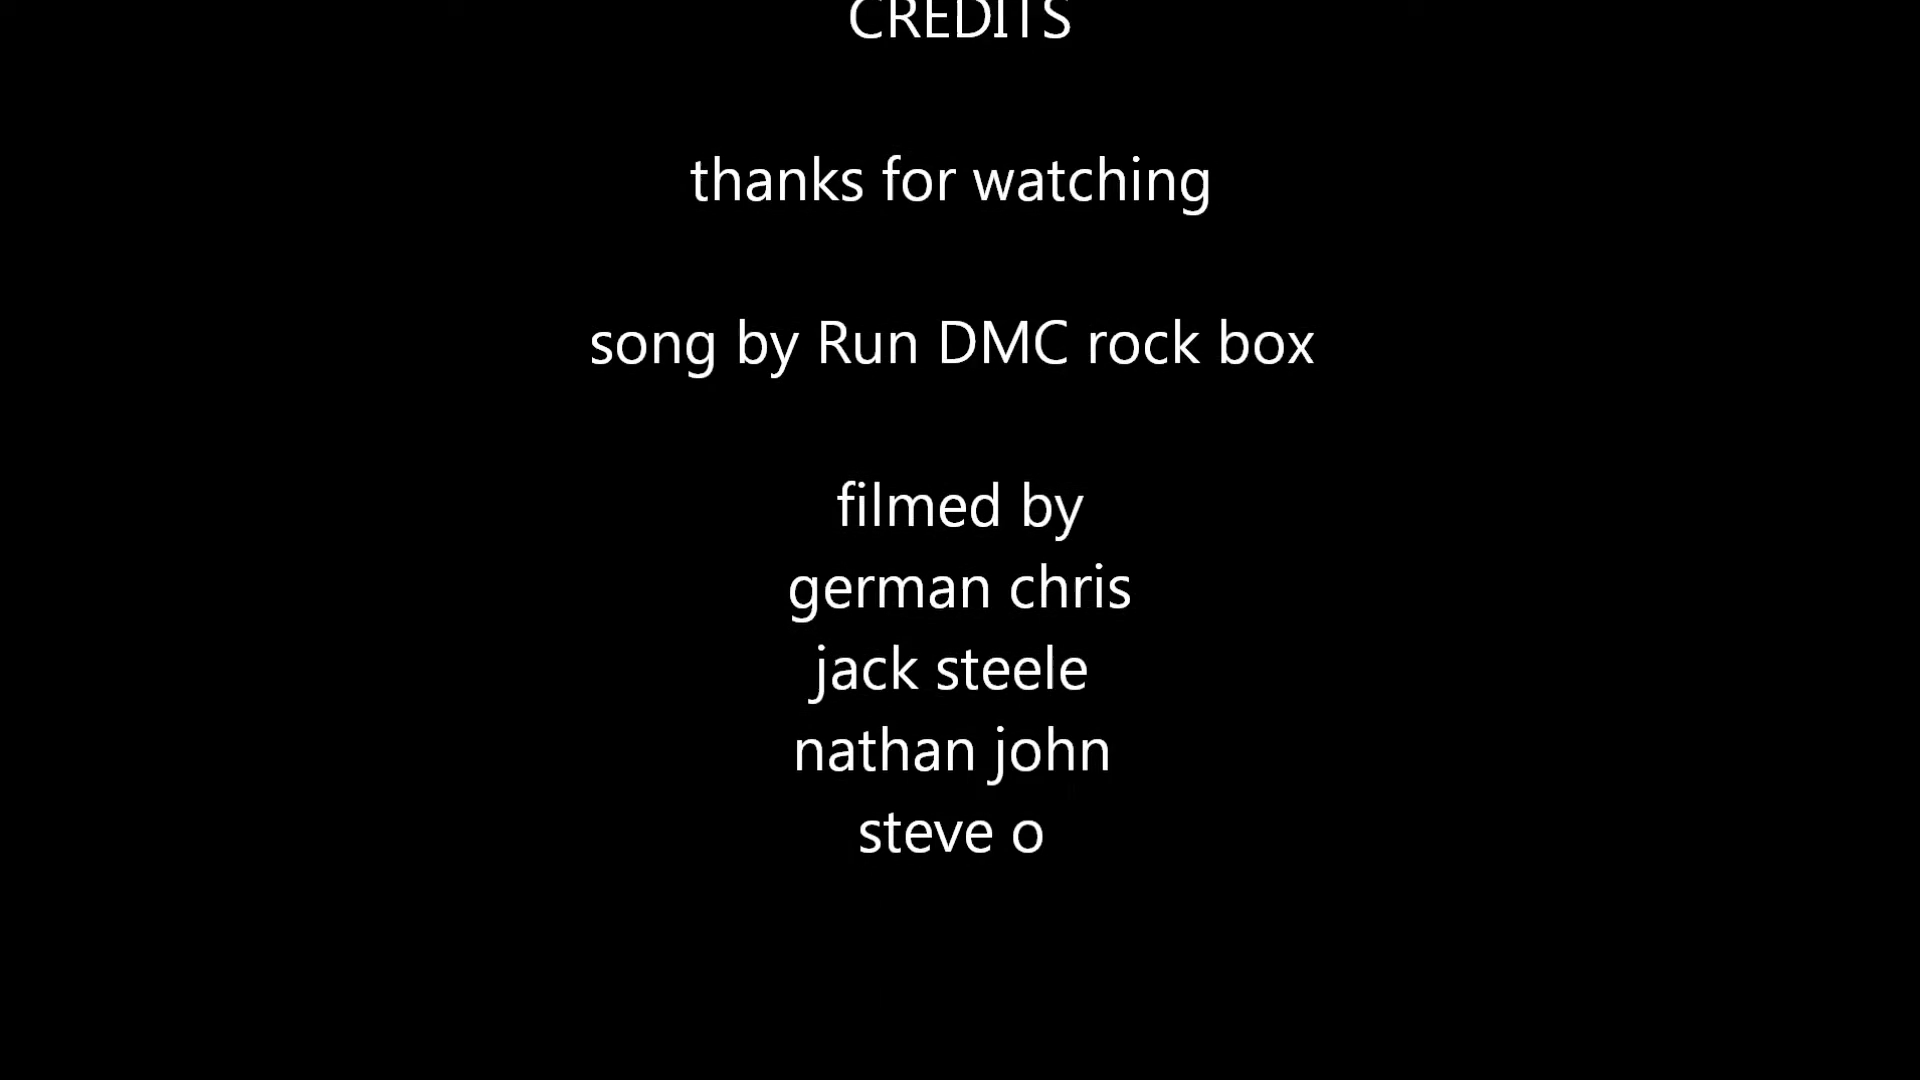 CREDITS
thanks for watching
song by Run DMC rock box
filmed by
german chris
jack steele
nathan john
steve o